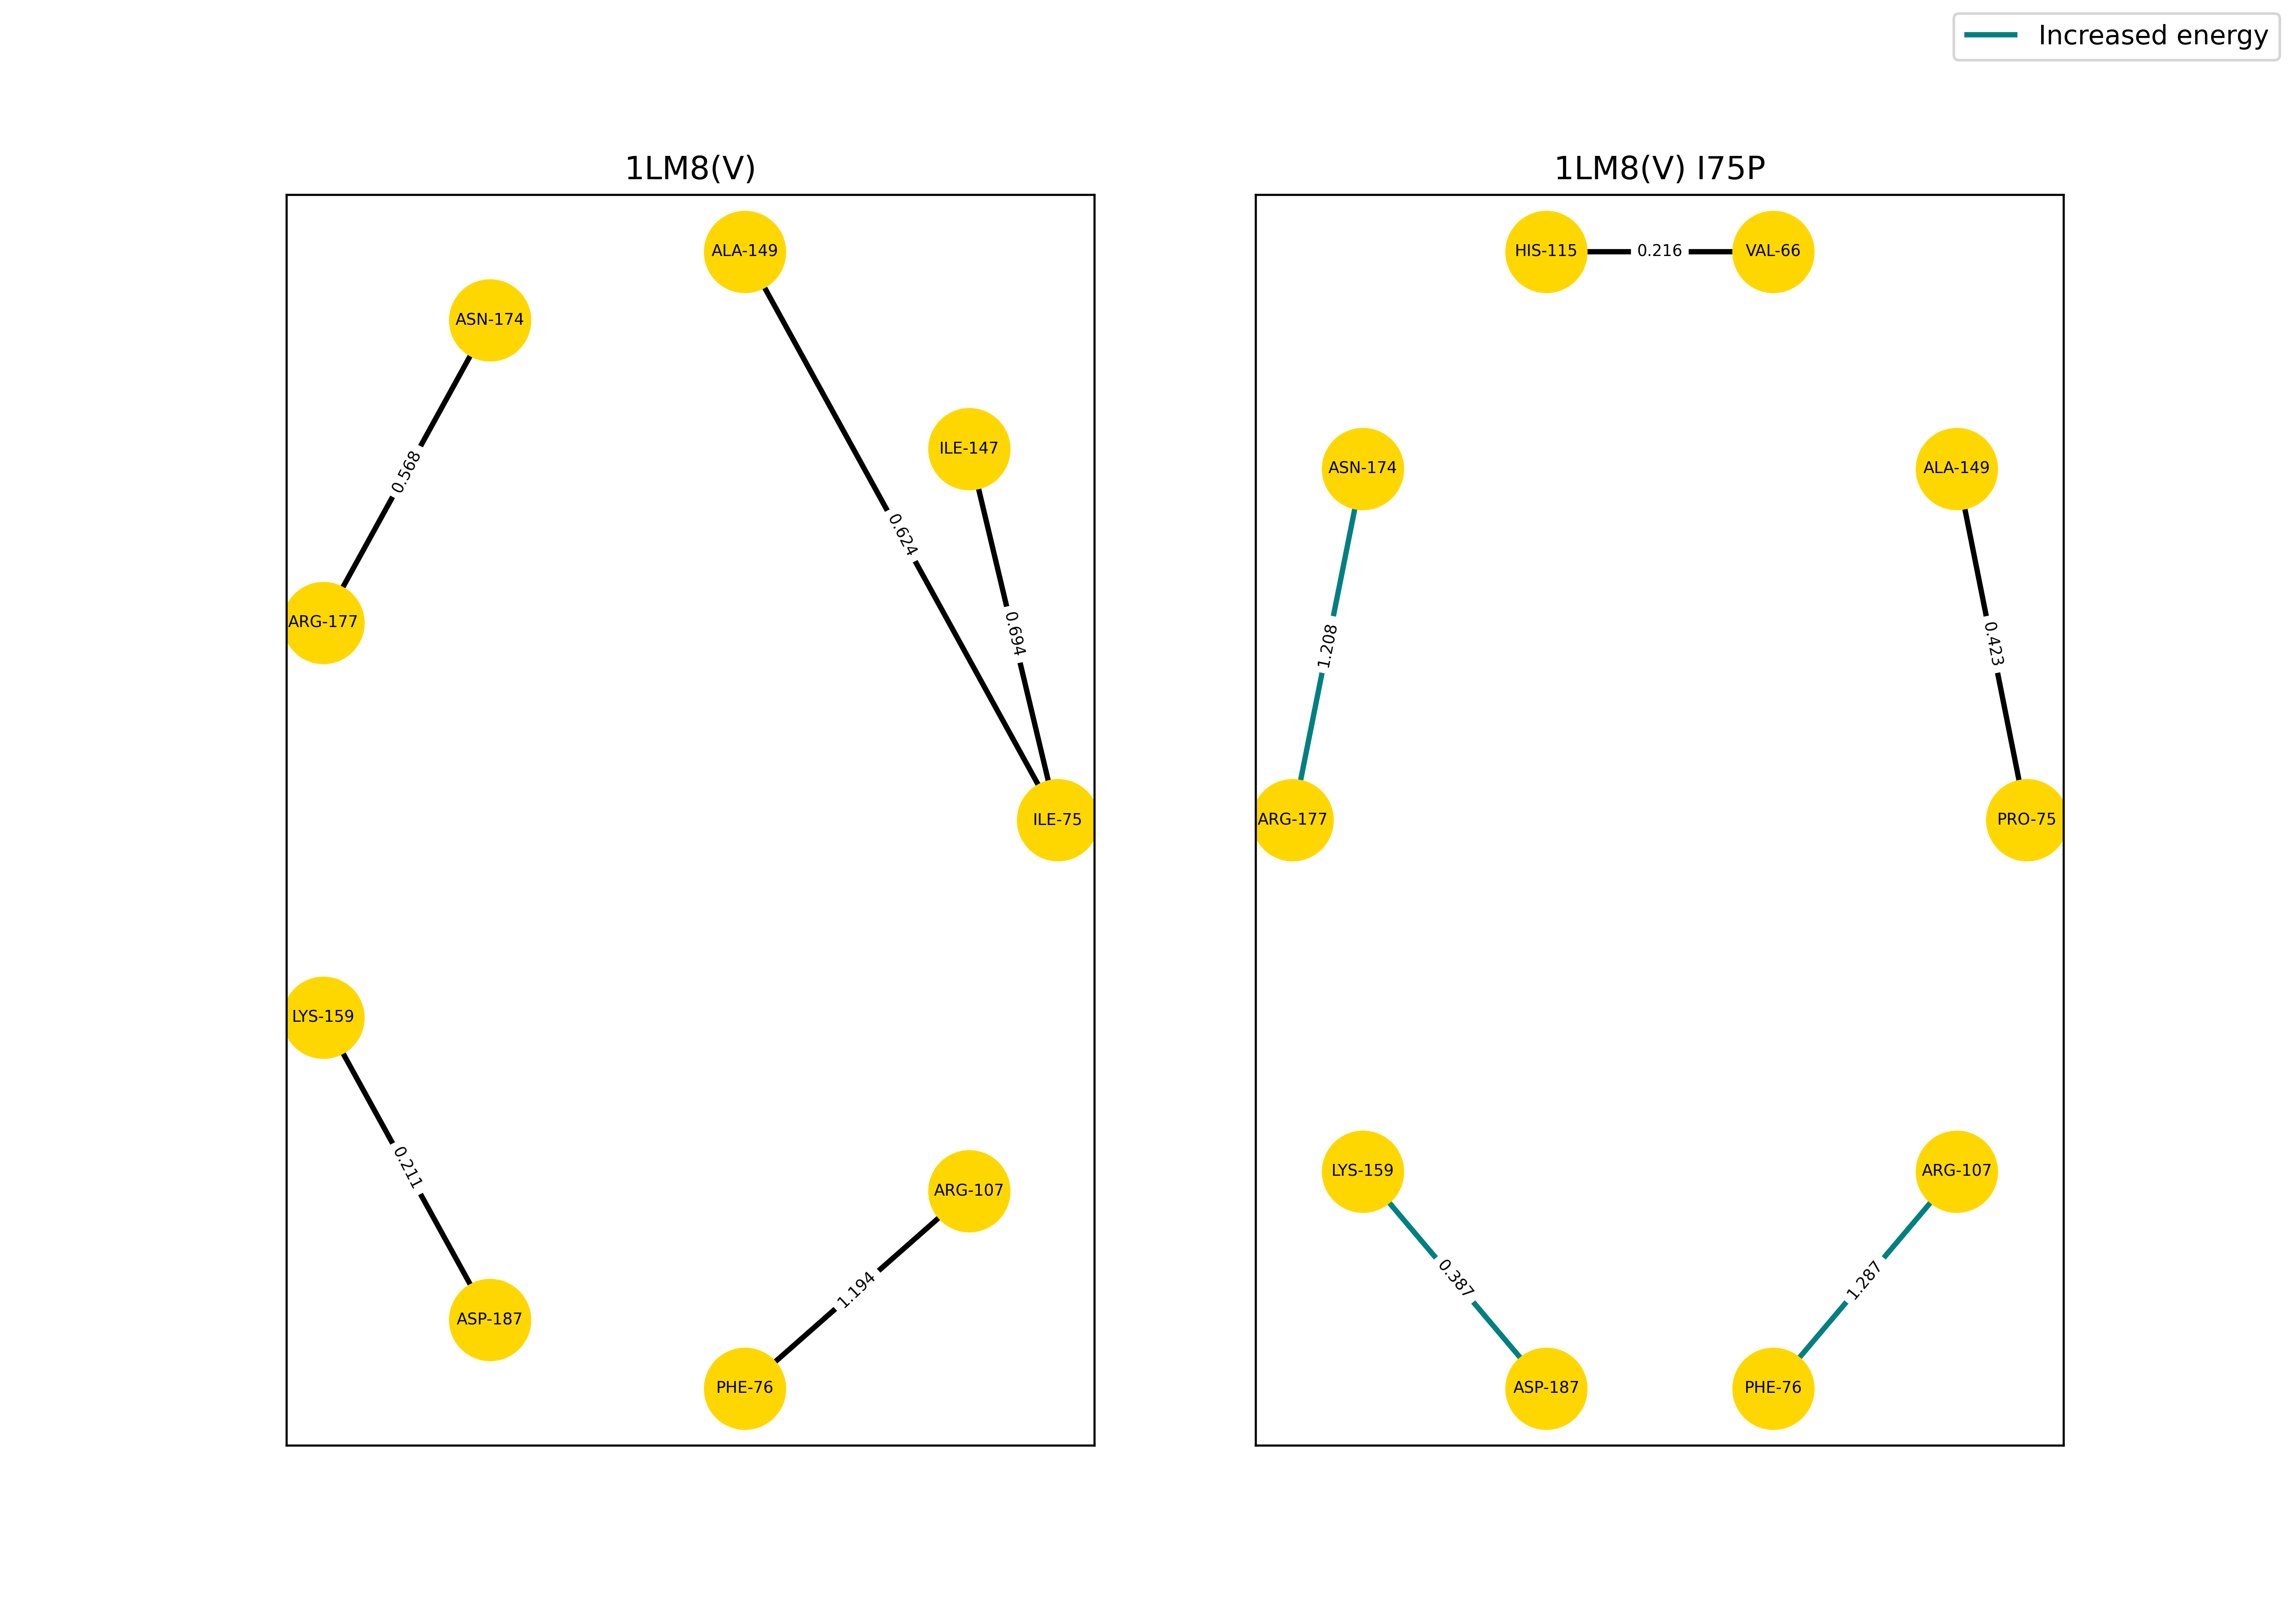 Increased energy
1LM8(V)
ALA-149
ASN-174
ILE-147
0.568
0.624
ARG-177
0.694
ILE-75
LYS-159
0.211
ARG-107
1.194
ASP-187
PHE-76
1LM8(V) I75P
HIS-115
0.216
VAL-66
ASN-174
ALA-149
1.208
0.423
ARG-177
PRO-75
LYS-159
ARG-107
0.387
1.287
ASP-187
PHE-76